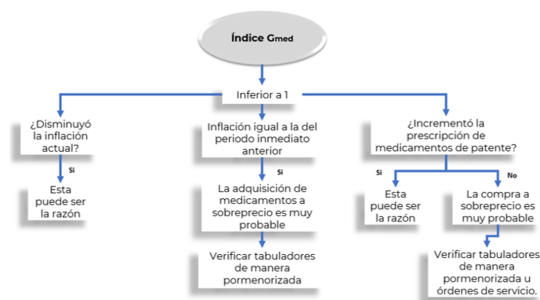 Índice Gmed
Inferior a 1
¿Disminuyó
la inflación
actual?
Si
Esta
puede ser
la razón
Inflación igual a la del
periodo inmediato
anterior
Si
La adquisición de
medicamentos a
sobreprecio es muy
probable
Verificar tabuladores
de manera
pormenorizada
¿Incrementó la
prescripción de
medicamentos de patente?
Si
Esta
puede ser
la razón
No
La compra a
sobreprecio es
muy probable
Verificar tabuladores
de manera
pormenorizada u
órdenes de servicio.